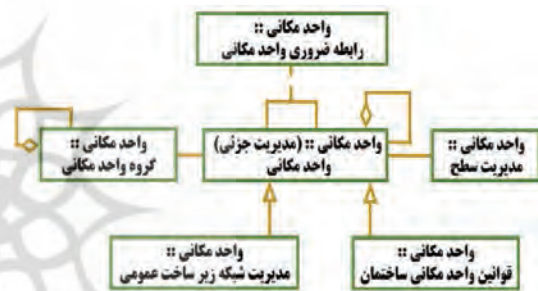 واحد مکانی ::
رابطه ضروری واحد مکانی
واحد مکانی ::
مدیریت سطح
واحد مکانی :: (مدیریت جزئی)
واحد مکانی
واحد مکانی ::
گروه واحد مکانی
واحد مکانی ::
قوانین واحد مکانی ساختمان
واحد مکانی ::
مدیریت شبکه زیر ساخت عمومی